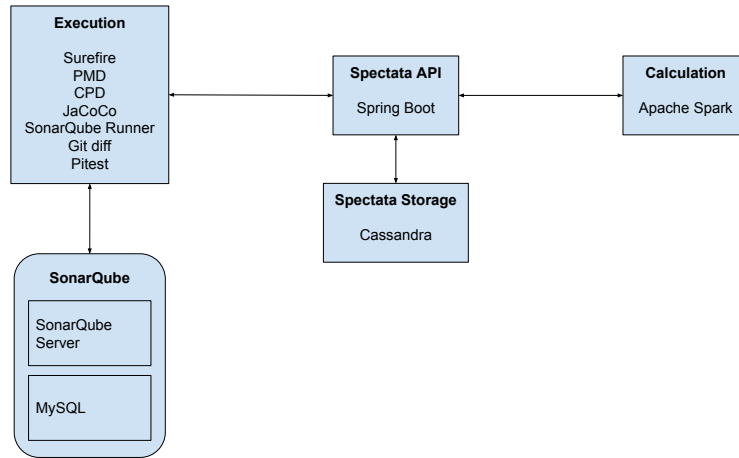 Execution
Surefire
PMD
CPD
JaCoCo
SonarQube Runner
Git diff
Pitest
Spectata API
Spring Boot
Calculation
Apache Spark
Spectata Storage
Cassandra
SonarQube
SonarQube
Server
MySQL